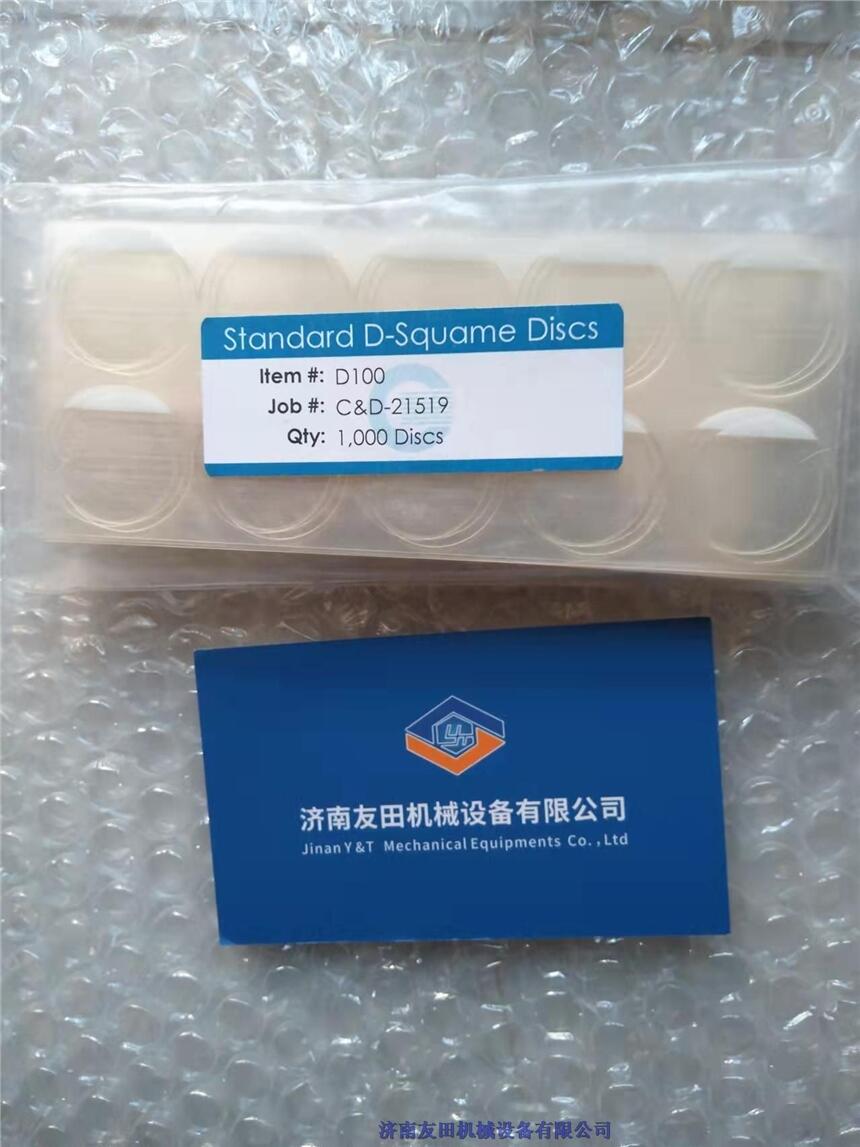 Standard D-Squame Discs
Item #: D100
Job #: C&D-21519
Qty: 1,000 Discs
济南友田机械设备有限公司
Jinan Y&T Mechanical Equipments Co.,Ltd
济南友田机械设备有限公司